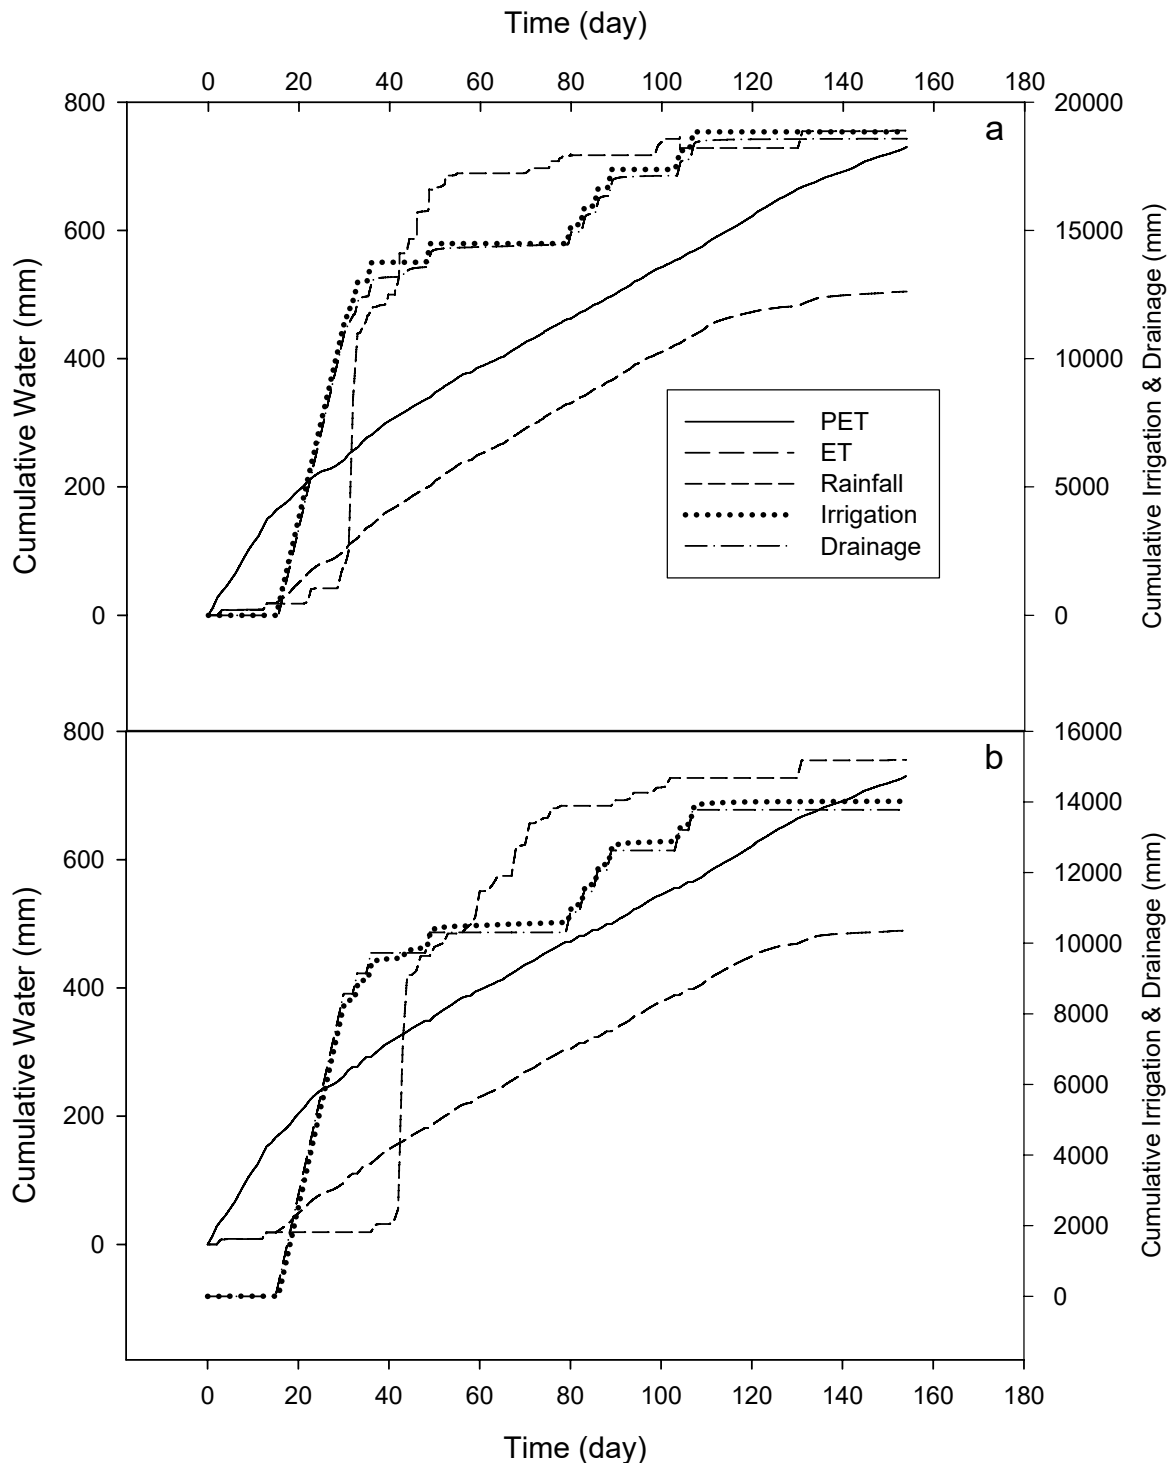 Time (day)
0 20 40 60 80 100 120 140 160 180
800 20000
a
600 15000
400 10000
200 5000
0 0
Cumulative Water (mm)
Cumulative Irrigation & Drainage (mm)
PET
ET
Rainfall
Irrigation
Drainage
800 16000
b
14000
600
12000
10000
400
8000
6000
200
4000
2000
0
0
Cumulative Water (mm)
Cumulative Irrigation & Drainage (mm)
0 20 40 60 80 100 120 140 160 180
Time (day)